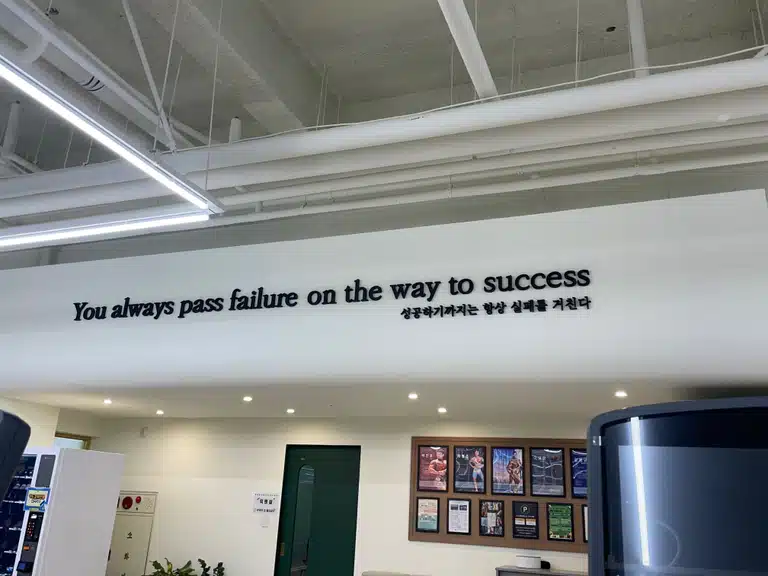 You always pass failure on the way to success
성공하기까지는 항상 실패를 거친다
P